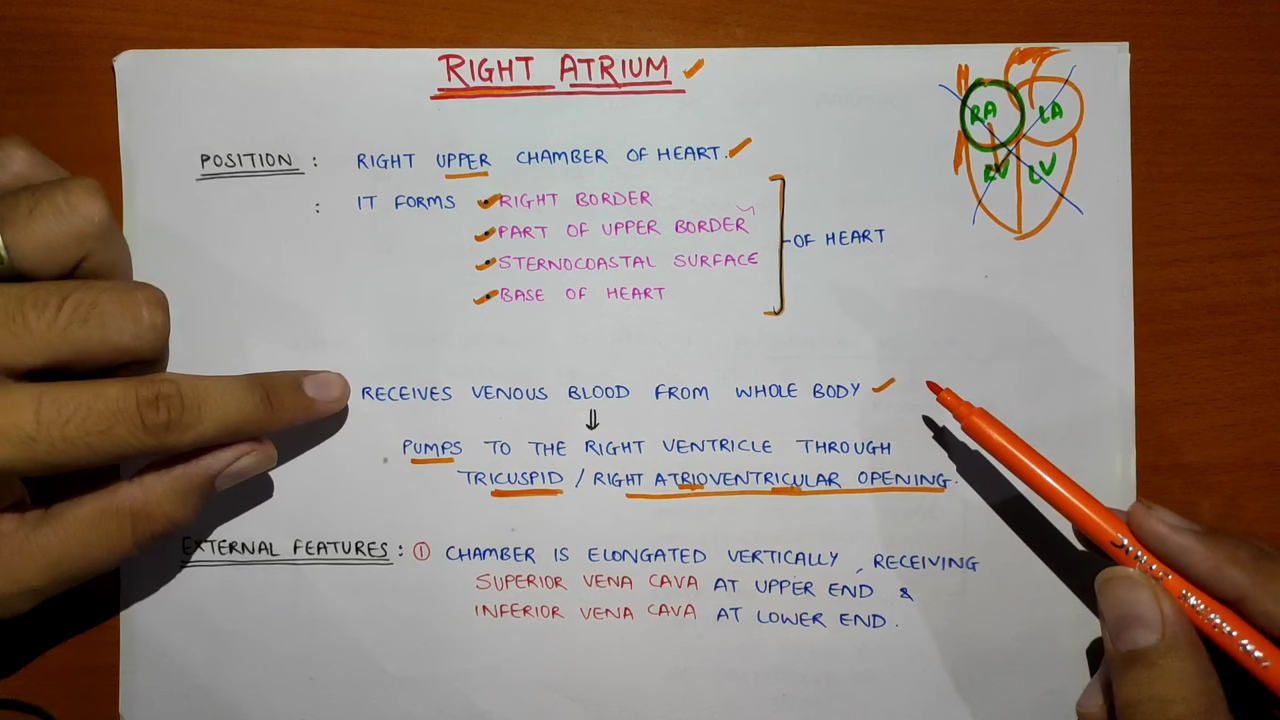 RIGHT ATRIUM
POSITION : RIGHT UPPER CHAMBER OF HEART.
: IT FORMS • RIGHT BORDER
• PART OF UPPER BORDER
• STERNOCOASTAL SURFACE
• BASE OF HEART
OF HEART
RA LA
RV LV
RECEIVES VENOUS BLOOD FROM WHOLE BODY
⇓
PUMPS TO THE RIGHT VENTRICLE THROUGH
TRICUSPID / RIGHT ATRIOVENTRICULAR OPENING.
EXTERNAL FEATURES : ① CHAMBER IS ELONGATED VERTICALLY, RECEIVING
SUPERIOR VENA CAVA AT UPPER END &
INFERIOR VENA CAVA AT LOWER END.